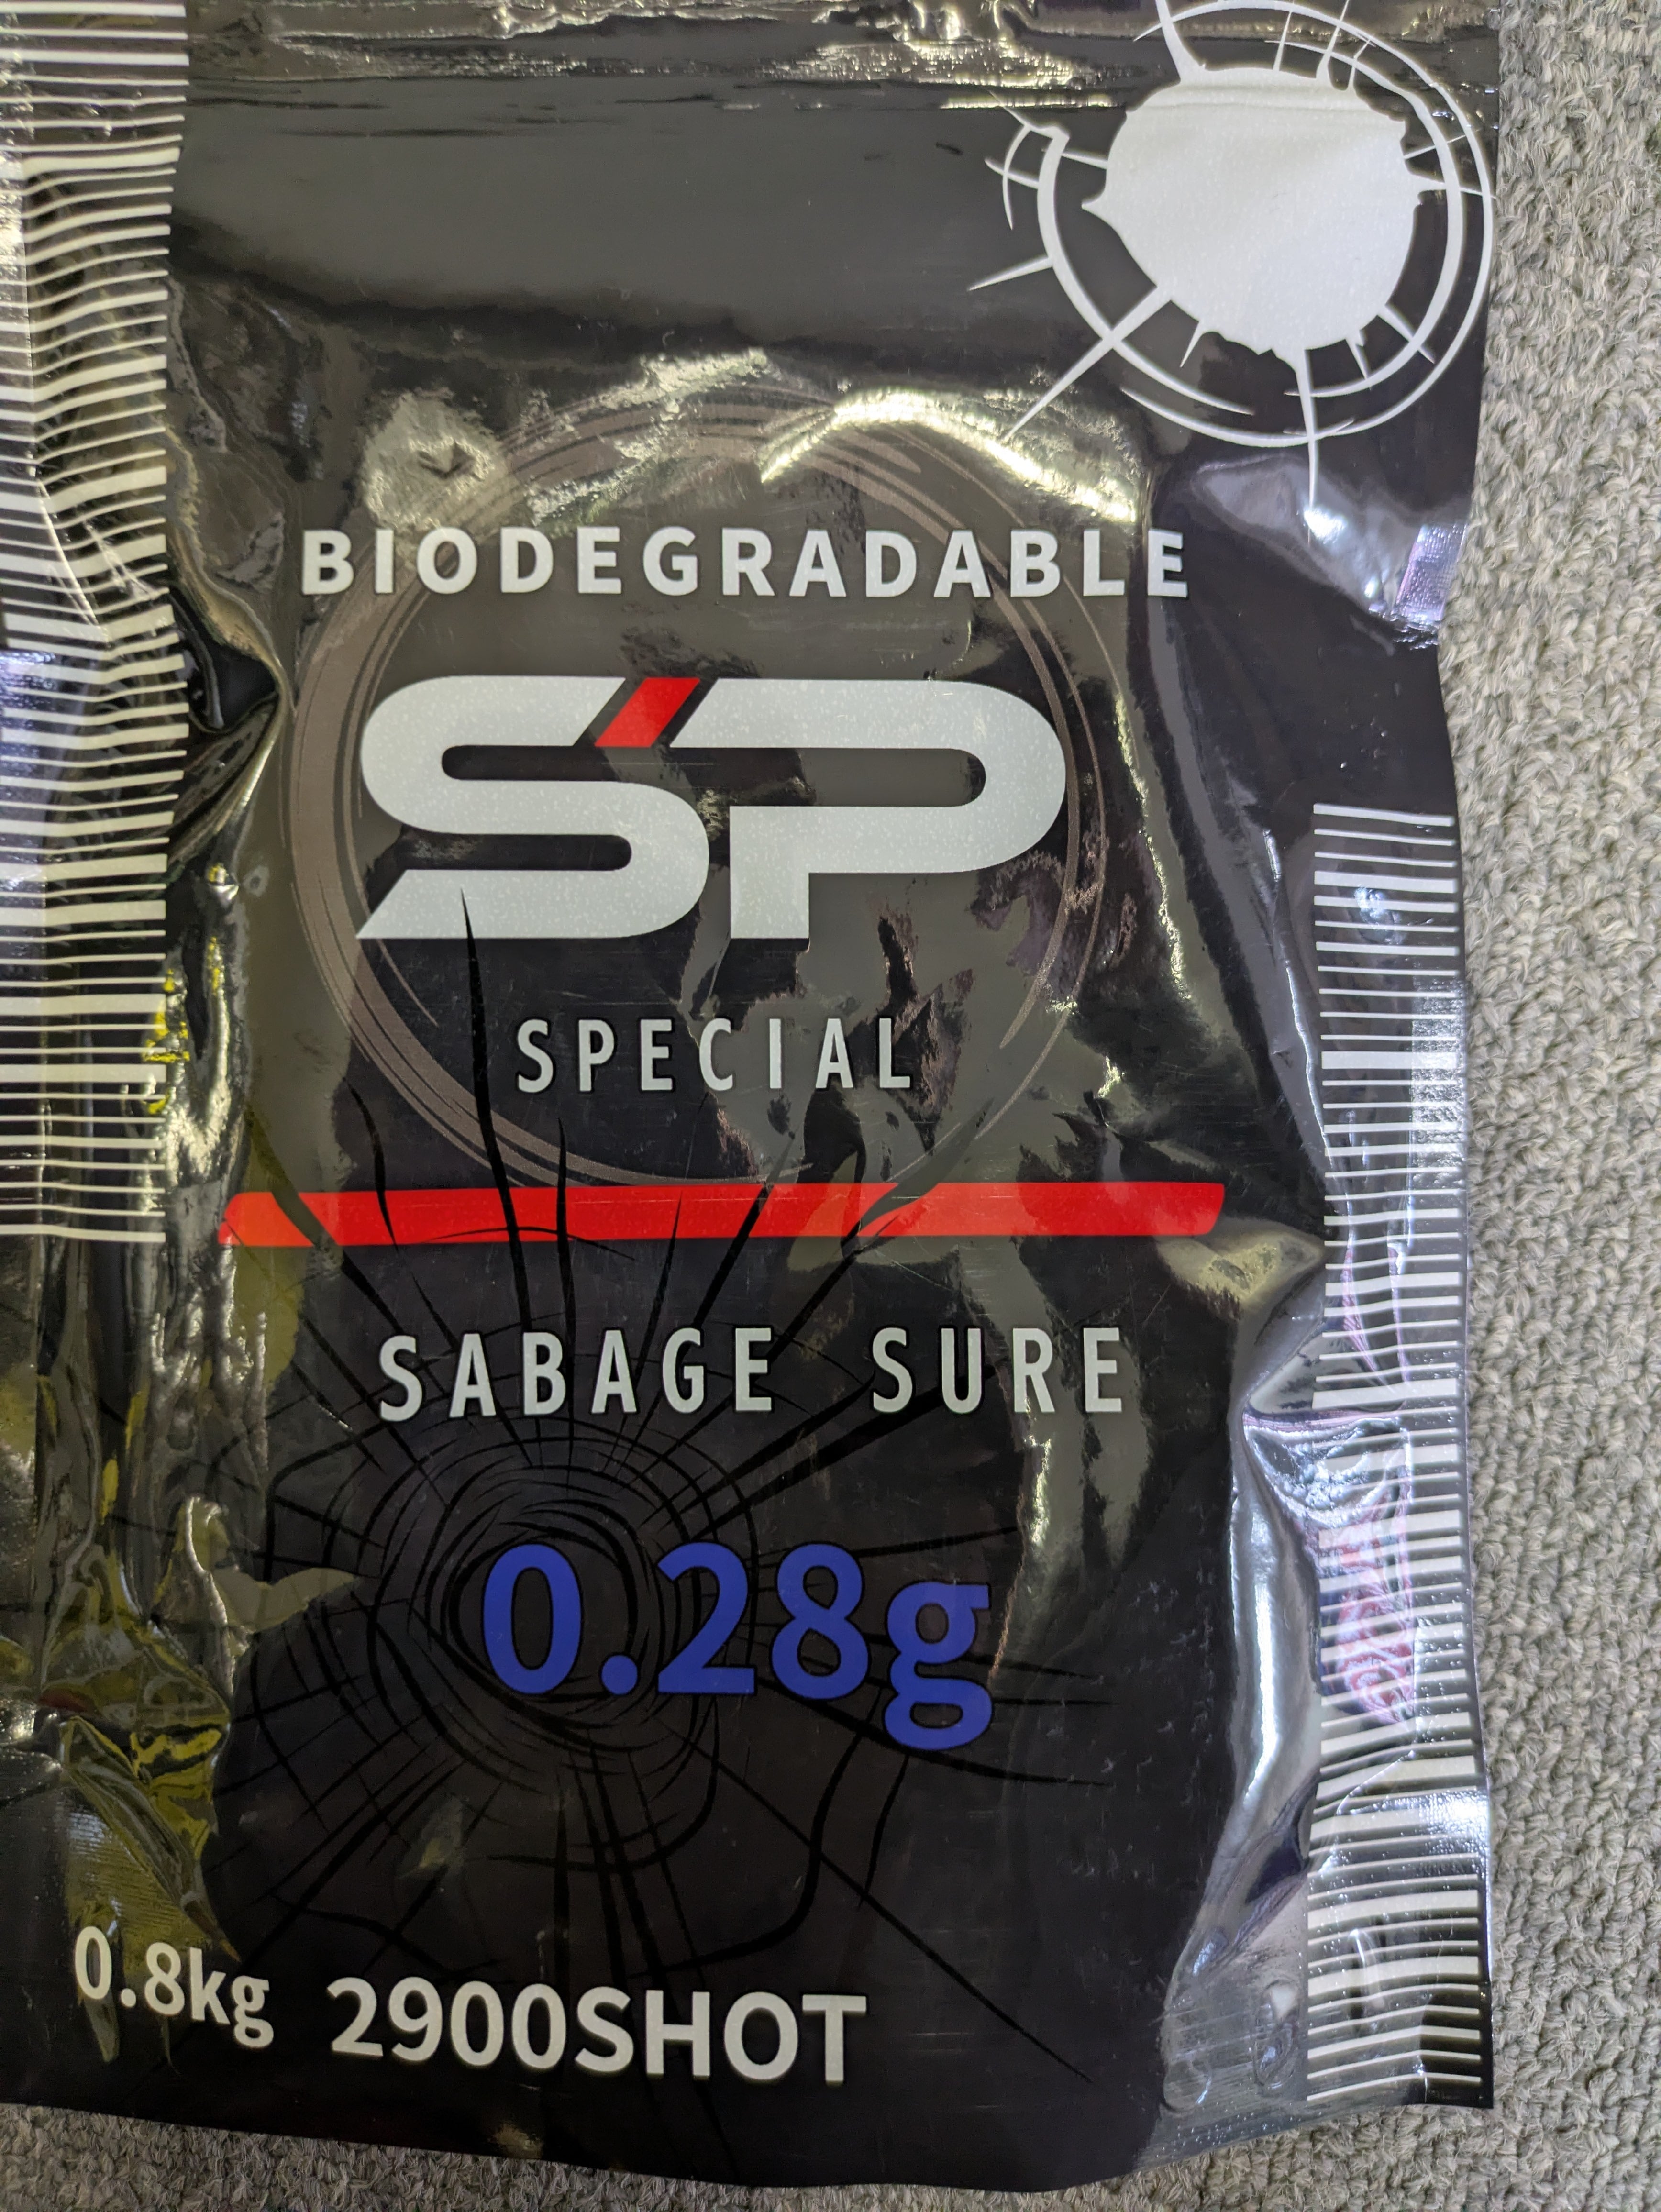 BIODEGRADABLE
SP
SPECIAL
SABAGE SURE
0.28g
0.8kg 2900SHOT